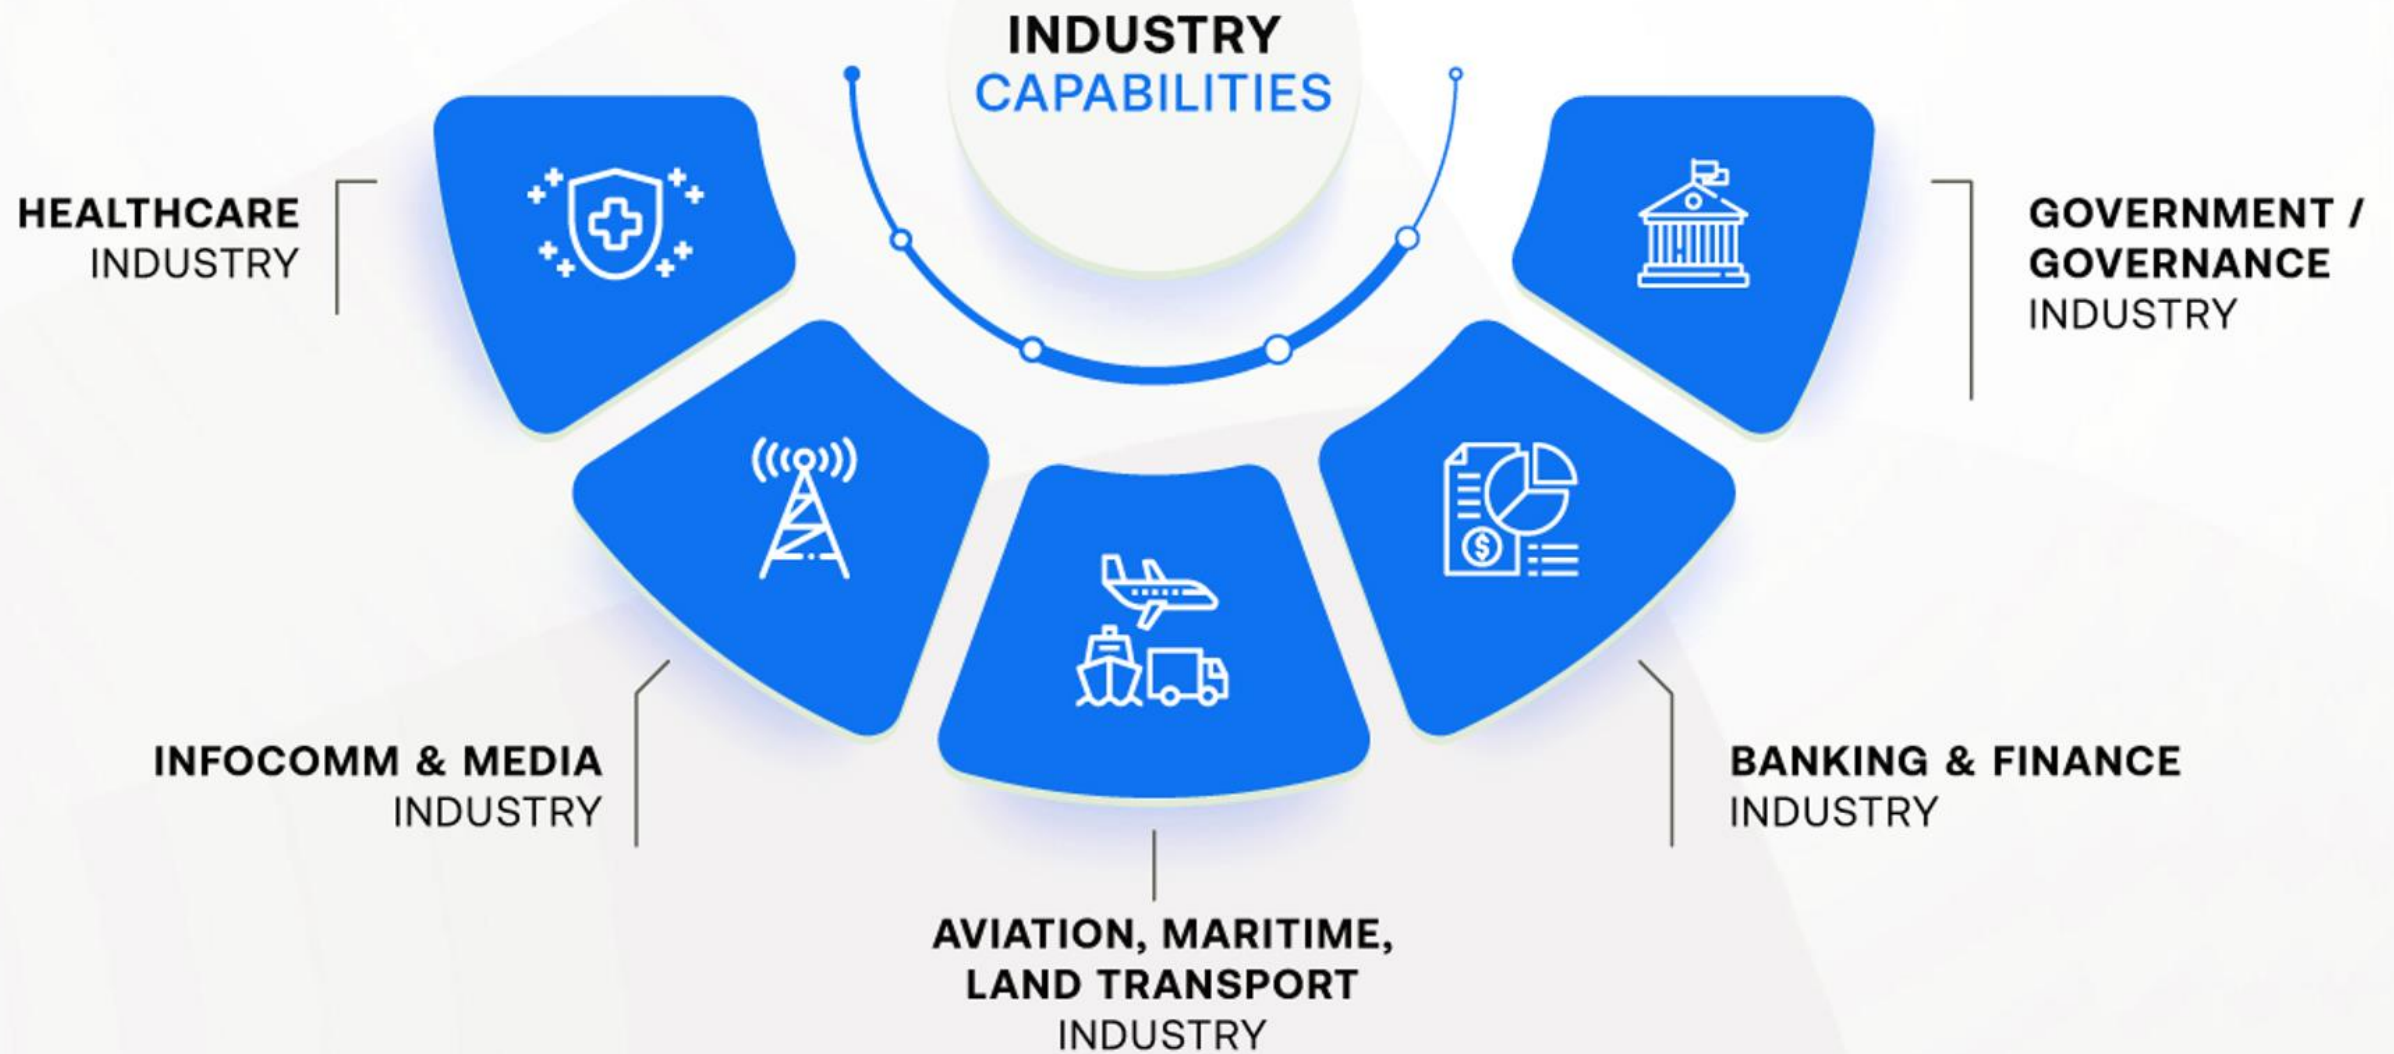 INDUSTRY
CAPABILITIES
HEALTHCARE
INDUSTRY
GOVERNMENT /
GOVERNANCE
INDUSTRY
$
INFOCOMM & MEDIA
INDUSTRY
BANKING & FINANCE
INDUSTRY
AVIATION, MARITIME,
LAND TRANSPORT
INDUSTRY